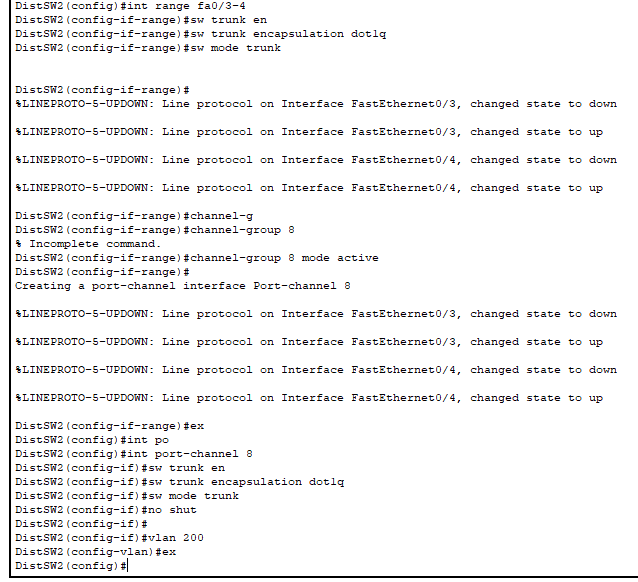 DistSW2(config)#int range fa0/3-4
DistSW2(config-if-range)#sw trunk en
DistSW2(config-if-range)#sw trunk encapsulation dot1q
DistSW2(config-if-range)#sw mode trunk
DistSW2(config-if-range)#
%LINEPROTO-5-UPDOWN: Line protocol on Interface FastEthernet0/3, changed state to down
%LINEPROTO-5-UPDOWN: Line protocol on Interface FastEthernet0/3, changed state to up
%LINEPROTO-5-UPDOWN: Line protocol on Interface FastEthernet0/4, changed state to down
%LINEPROTO-5-UPDOWN: Line protocol on Interface FastEthernet0/4, changed state to up
DistSW2(config-if-range)#channel-g
DistSW2(config-if-range)#channel-group 8
% Incomplete command.
DistSW2(config-if-range)#channel-group 8 mode active
DistSW2(config-if-range)#
Creating a port-channel interface Port-channel 8
%LINEPROTO-5-UPDOWN: Line protocol on Interface FastEthernet0/3, changed state to down
%LINEPROTO-5-UPDOWN: Line protocol on Interface FastEthernet0/3, changed state to up
%LINEPROTO-5-UPDOWN: Line protocol on Interface FastEthernet0/4, changed state to down
%LINEPROTO-5-UPDOWN: Line protocol on Interface FastEthernet0/4, changed state to up
DistSW2(config-if-range)#ex
DistSW2(config)#int po
DistSW2(config)#int port-channel 8
DistSW2(config-if)#sw trunk en
DistSW2(config-if)#sw trunk encapsulation dot1q
DistSW2(config-if)#sw mode trunk
DistSW2(config-if)#no shut
DistSW2(config-if)#
DistSW2(config-if)#vlan 200
DistSW2(config-vlan)#ex
DistSW2(config)#